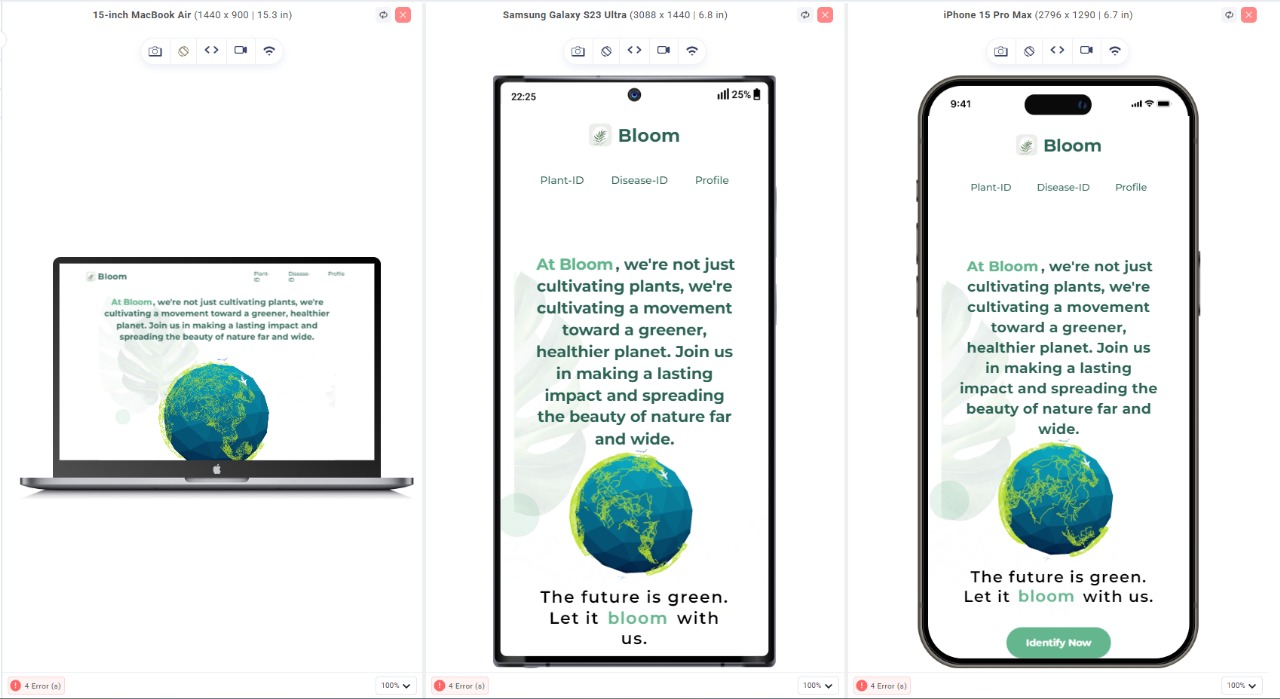 15-inch MacBook Air (1440 x 900 | 15.3 in)
Bloom
Plant-ID
Disease-ID
Profile
At Bloom, we're not just cultivating plants, we're
cultivating a movement toward a greener, healthier
planet. Join us in making a lasting impact and
spreading the beauty of nature far and wide.
4 Error (s)
100%
Samsung Galaxy S23 Ultra (3088 x 1440 | 6.8 in)
22:25
25%
Bloom
Plant-ID Disease-ID Profile
At Bloom, we're not just
cultivating plants, we're
cultivating a movement
toward a greener,
healthier planet. Join us
in making a lasting
impact and spreading
the beauty of nature far
and wide.
The future is green.
Let it bloom with
us.
4 Error (s)
100%
iPhone 15 Pro Max (2796 x 1290 | 6.7 in)
9:41
Bloom
Plant-ID Disease-ID Profile
At Bloom, we're not just
cultivating plants, we're
cultivating a movement
toward a greener,
healthier planet. Join us
in making a lasting
impact and spreading the
beauty of nature far and
wide.
The future is green.
Let it bloom with us.
Identify Now
4 Error (s)
100%